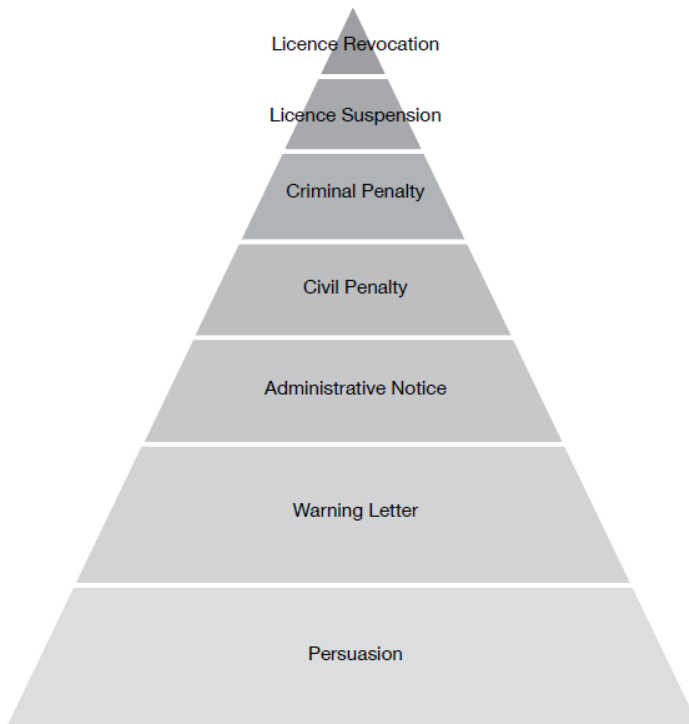 Licence Revocation
Licence Suspension
Criminal Penalty
Civil Penalty
Administrative Notice
Warning Letter
Persuasion